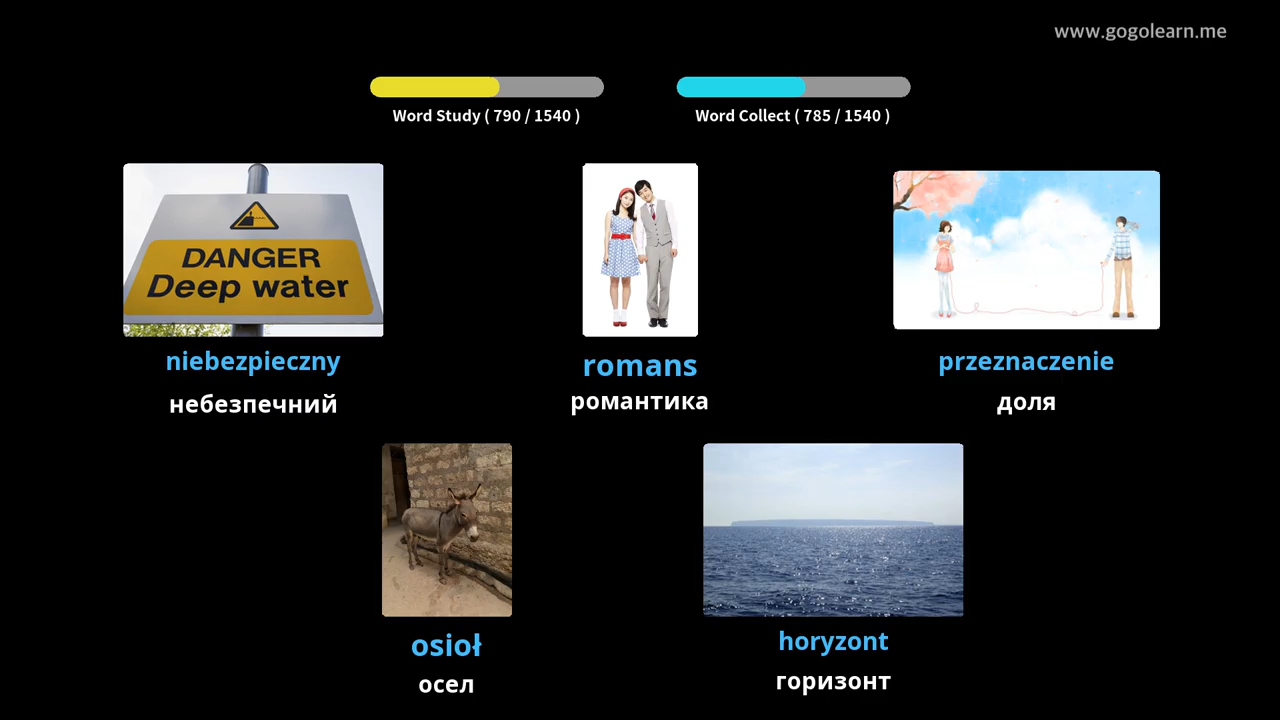 www.gogolearn.me
Word Study ( 790 / 1540 )
Word Collect ( 785 / 1540 )
DANGER
Deep water
niebezpieczny
небезпечний
romans
романтика
przeznaczenie
доля
osioł
осел
horyzont
горизонт